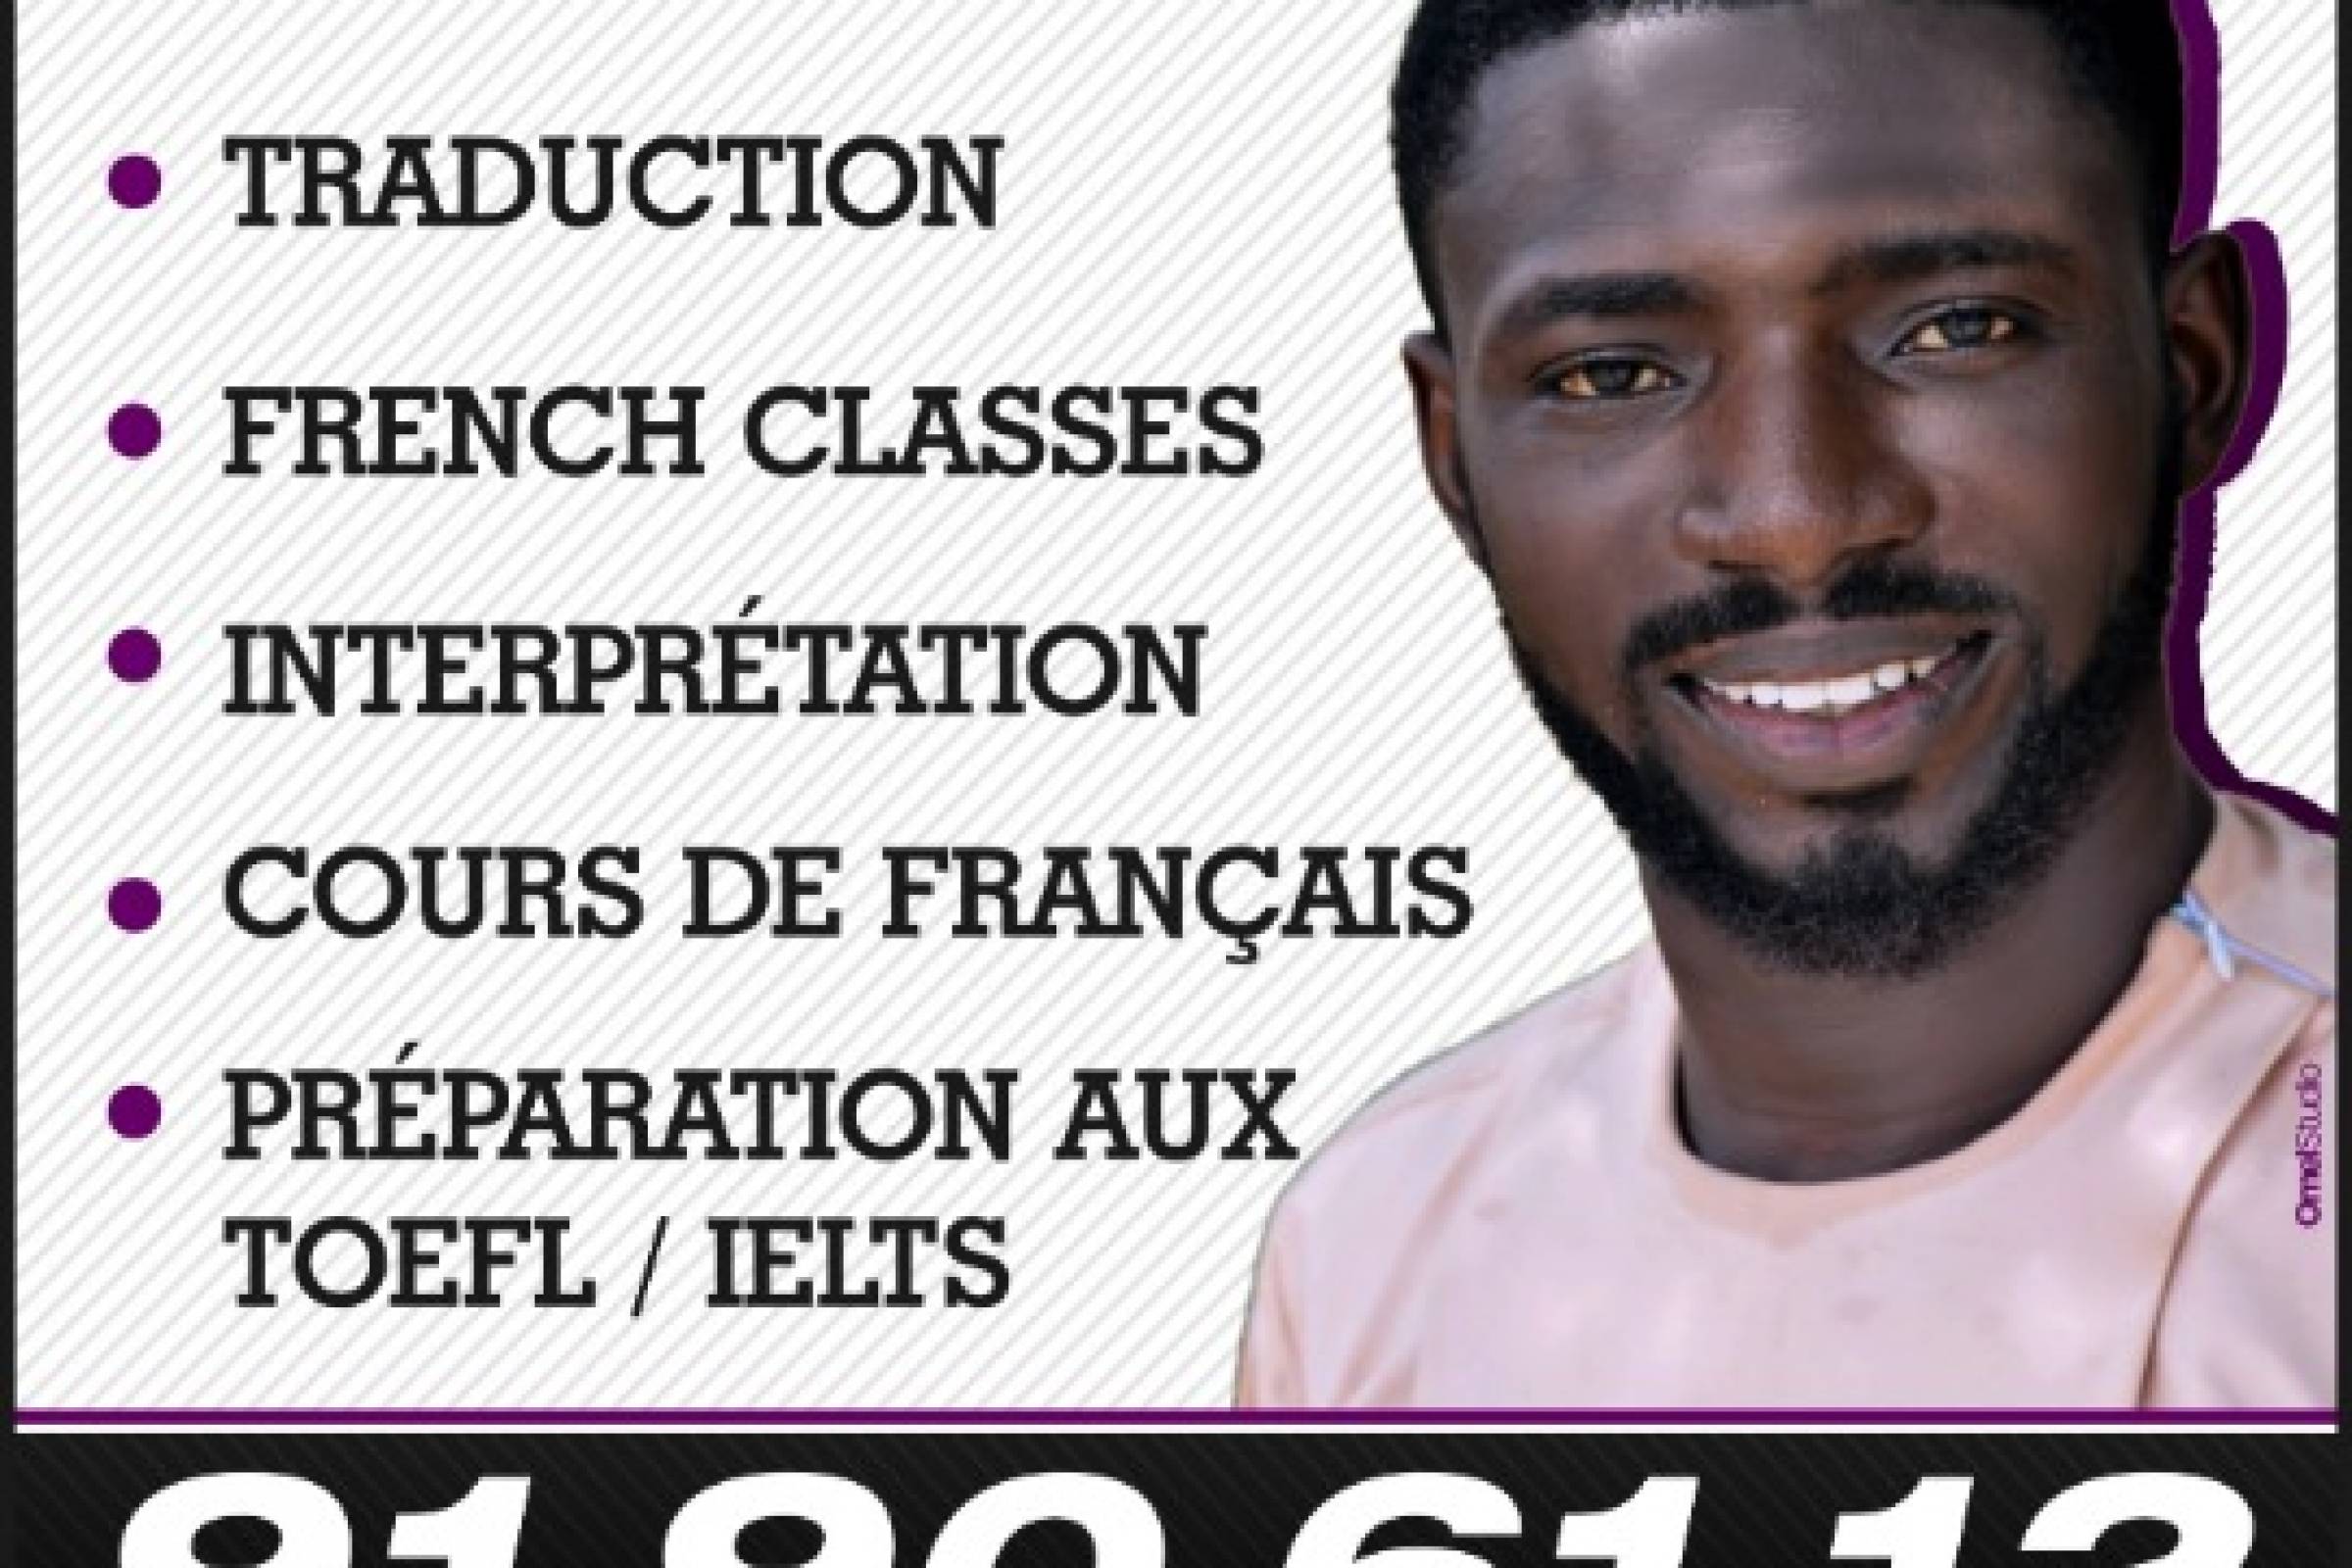 TRADUCTION
FRENCH CLASSES
INTERPRÉTATION
COURS DE FRANÇAIS
PRÉPARATION AUX
TOEFL / IELTS